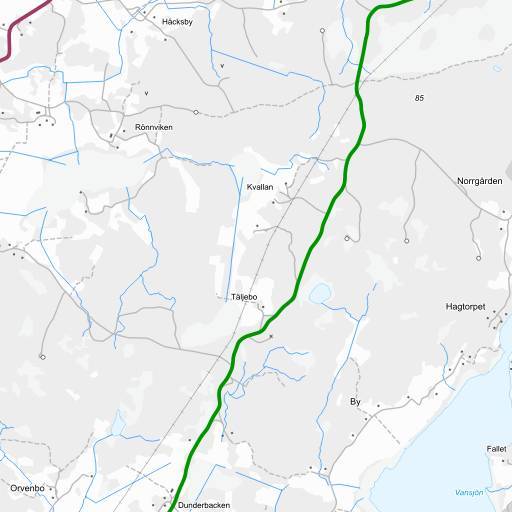 Häcksby
85
Rönnviken
Norrgården
Kvallan
Täljebo
Hagtorpet
By
Fallet
Orvenbo
Vansjön
Dunderbacken